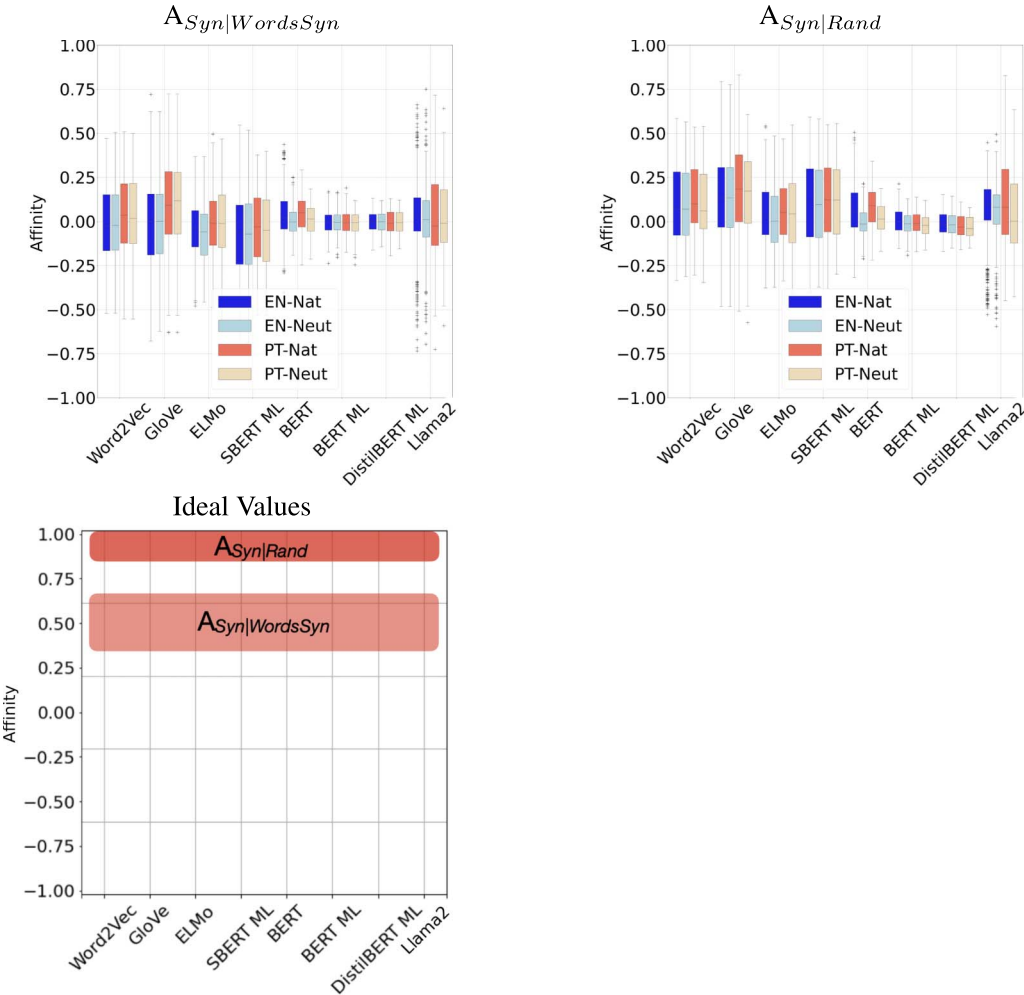 A_{Syn|WordsSyn}
1.00
0.75
0.50
0.25
0.00
−0.25
−0.50
−0.75
−1.00
Affinity
EN-Nat
EN-Neut
PT-Nat
PT-Neut
Word2Vec
GloVe
ELMo
SBERT ML
BERT
BERT ML
DistilBERT ML
Llama2
A_{Syn|Rand}
1.00
0.75
0.50
0.25
0.00
−0.25
−0.50
−0.75
−1.00
Affinity
EN-Nat
EN-Neut
PT-Nat
PT-Neut
Word2Vec
GloVe
ELMo
SBERT ML
BERT
BERT ML
DistilBERT ML
Llama2
Ideal Values
1.00
0.75
0.50
0.25
0.00
−0.25
−0.50
−0.75
−1.00
Affinity
A_{Syn|Rand}
A_{Syn|WordsSyn}
Word2Vec
GloVe
ELMo
SBERT ML
BERT
BERT ML
DistilBERT ML
Llama2